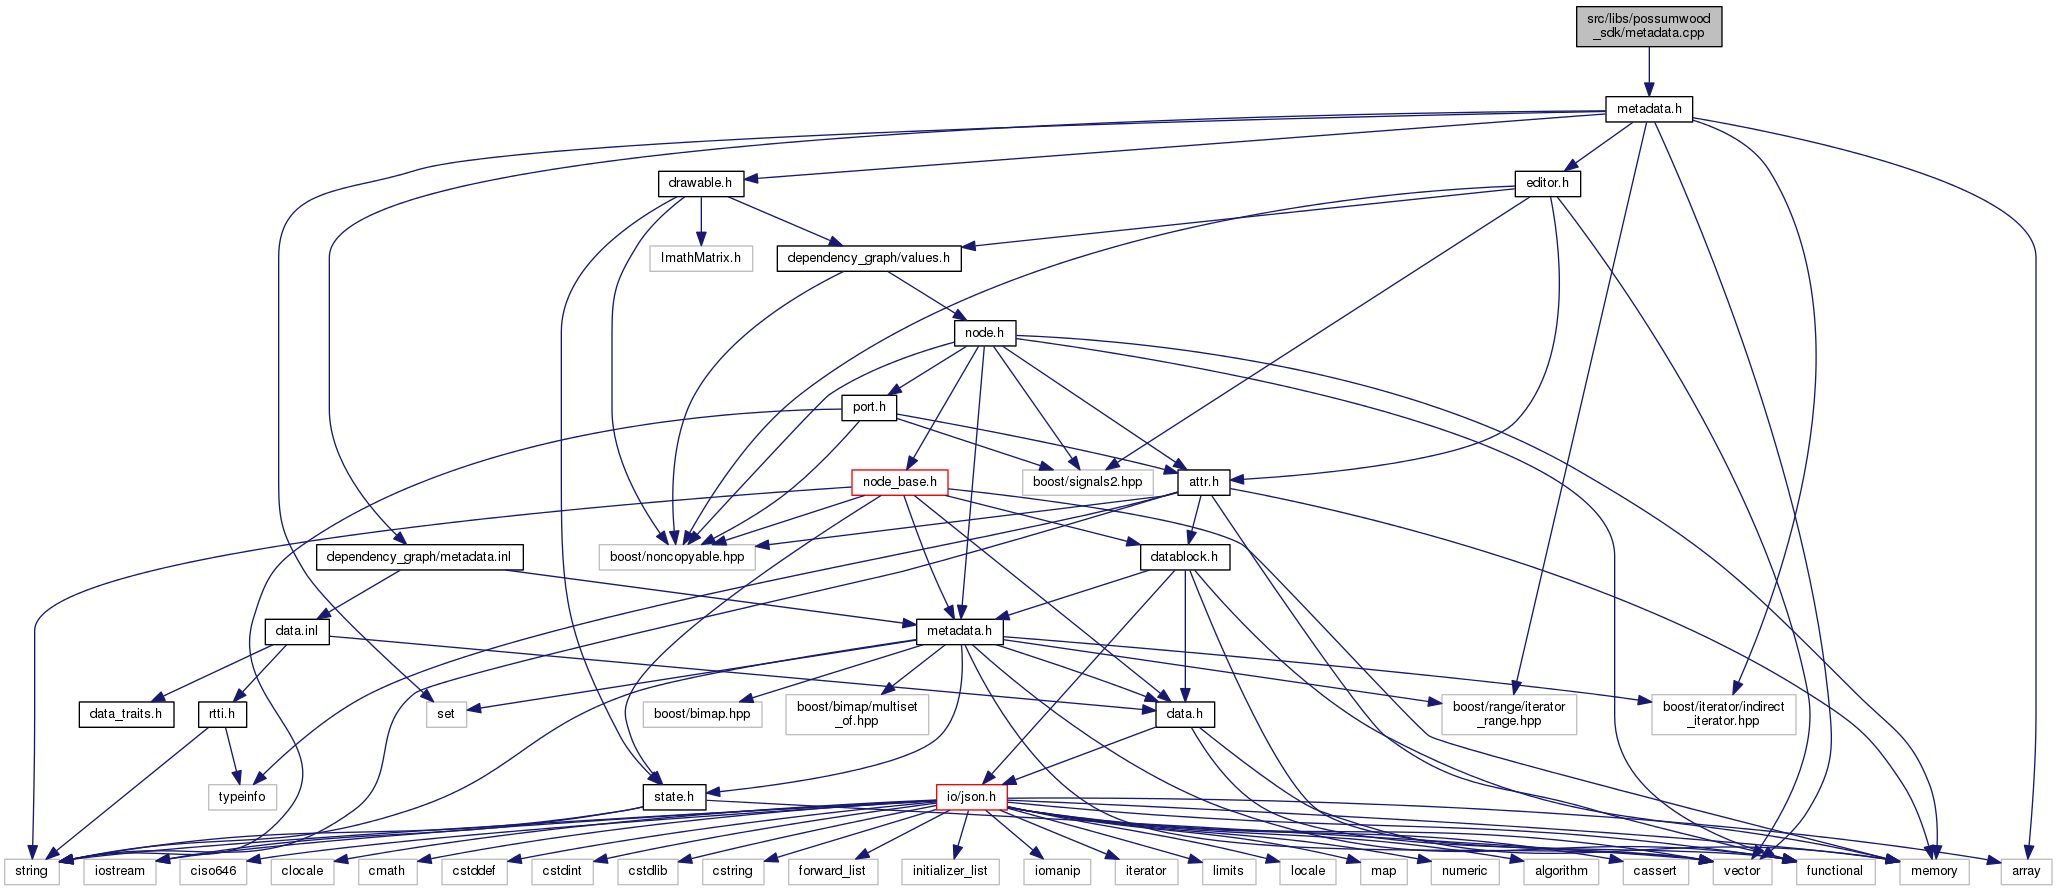 src/libs/possumwood
_sdk/metadata.cpp
metadata.h
drawable.h
editor.h
ImathMatrix.h
dependency_graph/values.h
node.h
port.h
node_base.h
boost/signals2.hpp
attr.h
dependency_graph/metadata.inl
boost/noncopyable.hpp
datablock.h
data.inl
metadata.h
data_traits.h
rtti.h
set
boost/bimap.hpp
boost/bimap/multiset
_of.hpp
data.h
boost/range/iterator
_range.hpp
boost/iterator/indirect
_iterator.hpp
typeinfo
state.h
io/json.h
string
iostream
ciso646
clocale
cmath
cstddef
cstdint
cstdlib
cstring
forward_list
initializer_list
iomanip
iterator
limits
locale
map
numeric
algorithm
cassert
vector
functional
memory
array